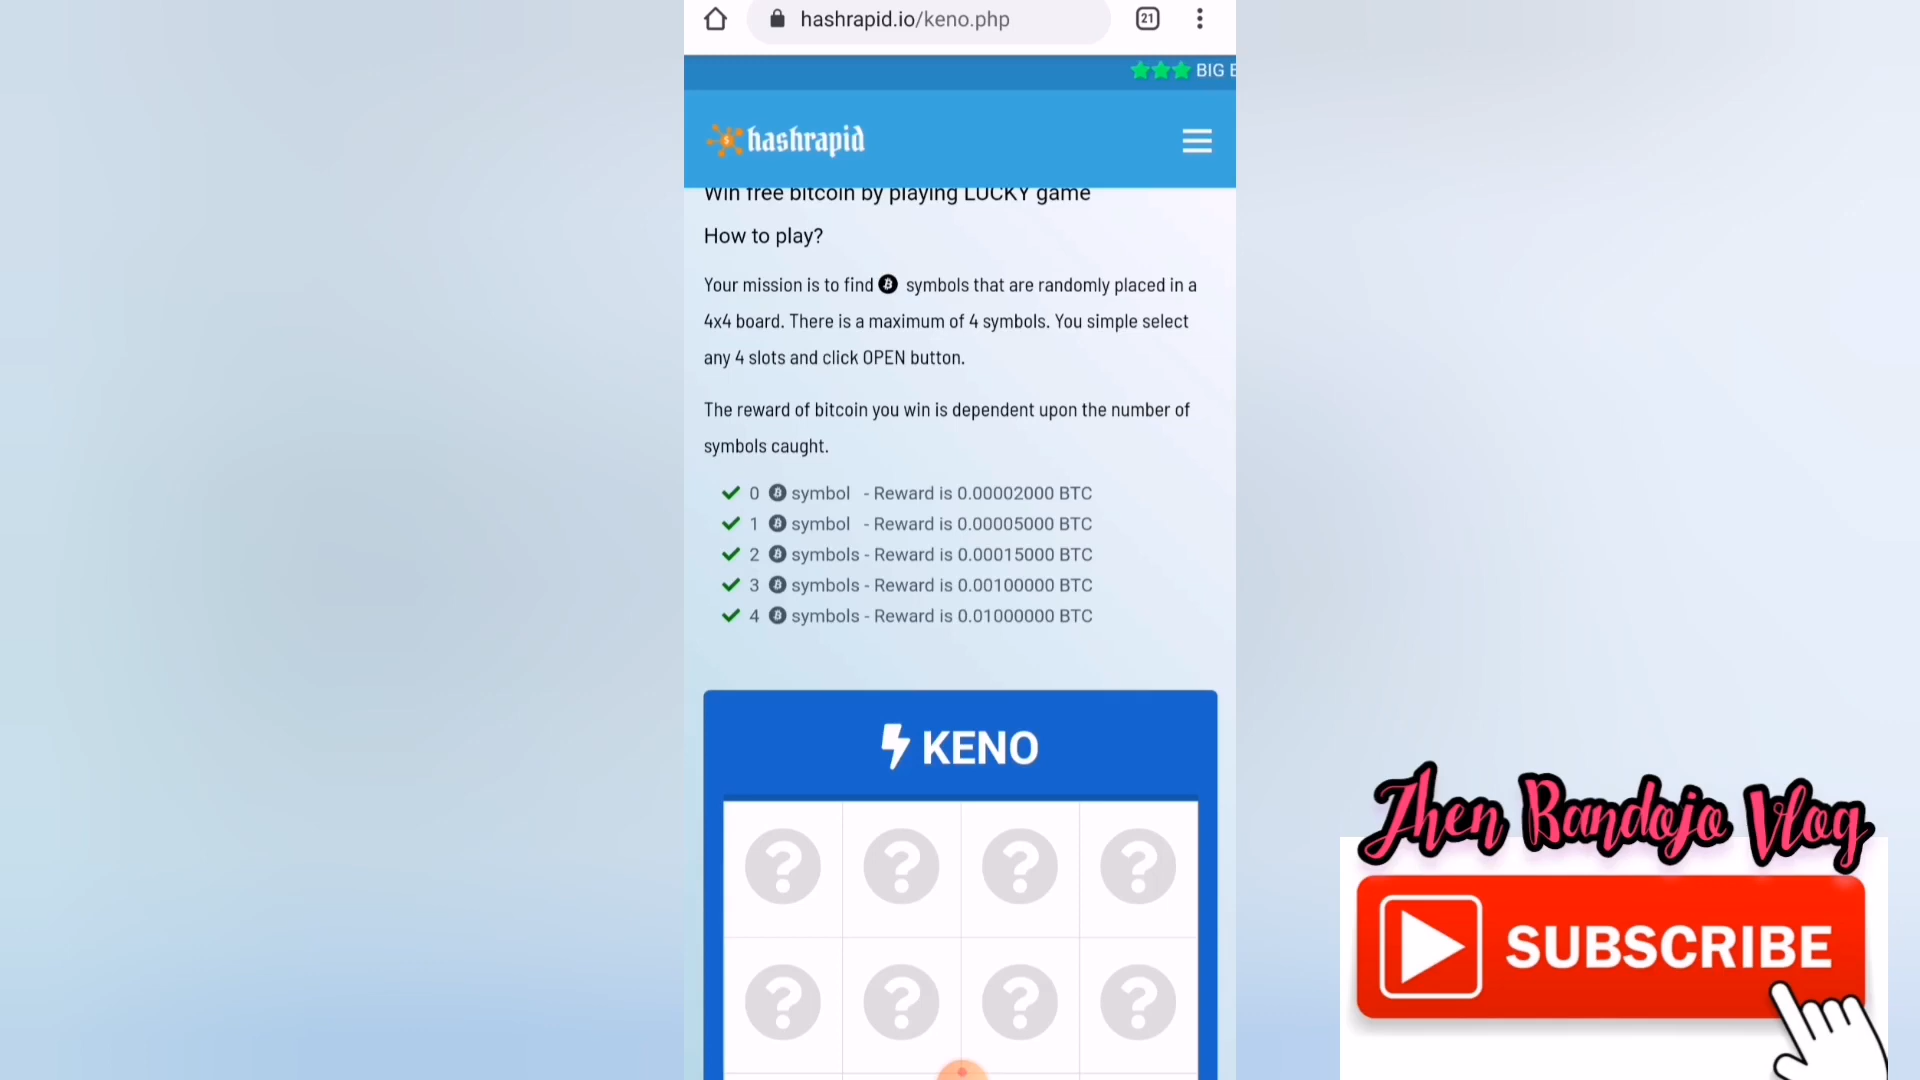 hashrapid.io/keno.php
21
BIG
hashrapid
Win free bitcoin by playing LUCKY game
How to play?
Your mission is to find symbols that are randomly placed in a
4x4 board. There is a maximum of 4 symbols. You simple select
any 4 slots and click OPEN button.
The reward of bitcoin you win is dependent upon the number of
symbols caught.
0 symbol - Reward is 0.00002000 BTC
1 symbol - Reward is 0.00005000 BTC
2 symbols - Reward is 0.00015000 BTC
3 symbols - Reward is 0.00100000 BTC
4 symbols - Reward is 0.01000000 BTC
KENO
? ? ? ?
? ? ? ?
Jhen Bandojo Vlog
SUBSCRIBE